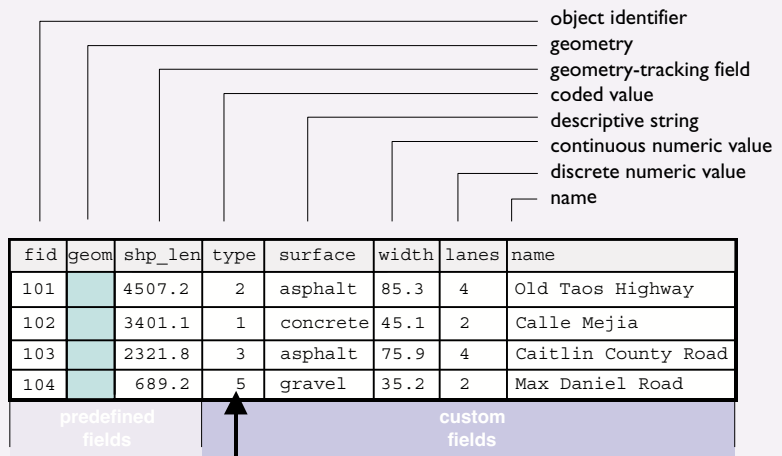 object identifier
geometry
geometry-tracking field
coded value
descriptive string
continuous numeric value
discrete numeric value
name
fid geom shp_len type surface width lanes name
101 4507.2 2 asphalt 85.3 4 Old Taos Highway
102 3401.1 1 concrete 45.1 2 Calle Mejia
103 2321.8 3 asphalt 75.9 4 Caitlin County Road
104 689.2 5 gravel 35.2 2 Max Daniel Road
predefined custom
fields fields